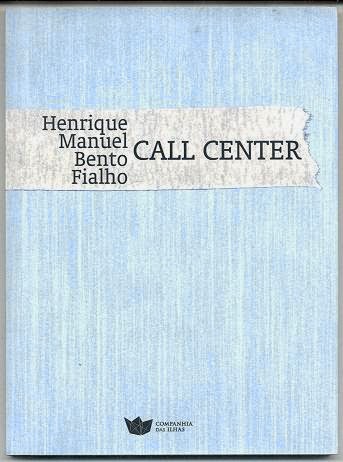 Henrique
Manuel
Bento
Fialho
CALL CENTER
COMPANHIA
DAS ILHAS